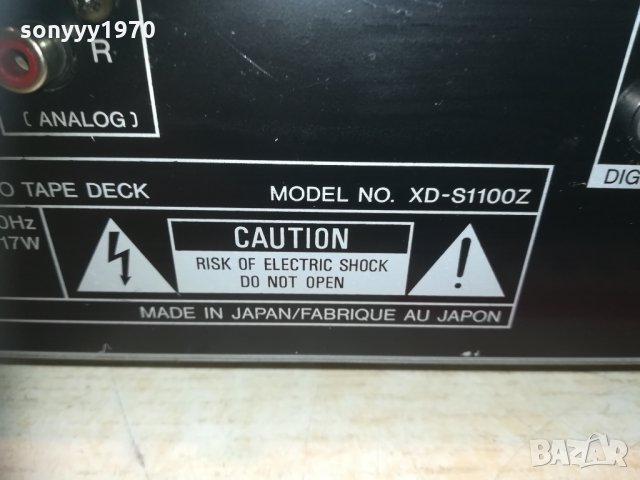 sonyyy1970
R
( ANALOG )
O TAPE DECK MODEL NO. XD-S1100Z
0Hz
17W
CAUTION
RISK OF ELECTRIC SHOCK
DO NOT OPEN
MADE IN JAPAN/FABRIQUE AU JAPON
DIG
BAZAR